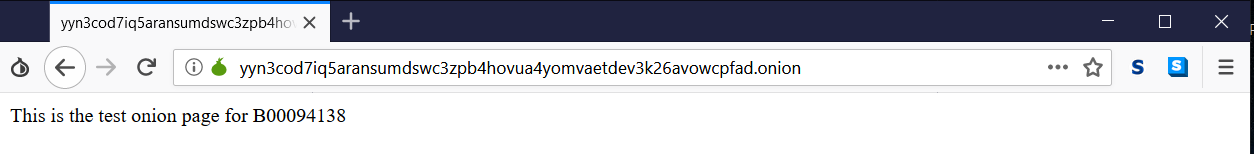 yyn3cod7iq5aransumdswc3zpb4hov
yyn3cod7iq5aransumdswc3zpb4hovua4yomvaetdev3k26avowcpfad.onion
S
S
This is the test onion page for B00094138